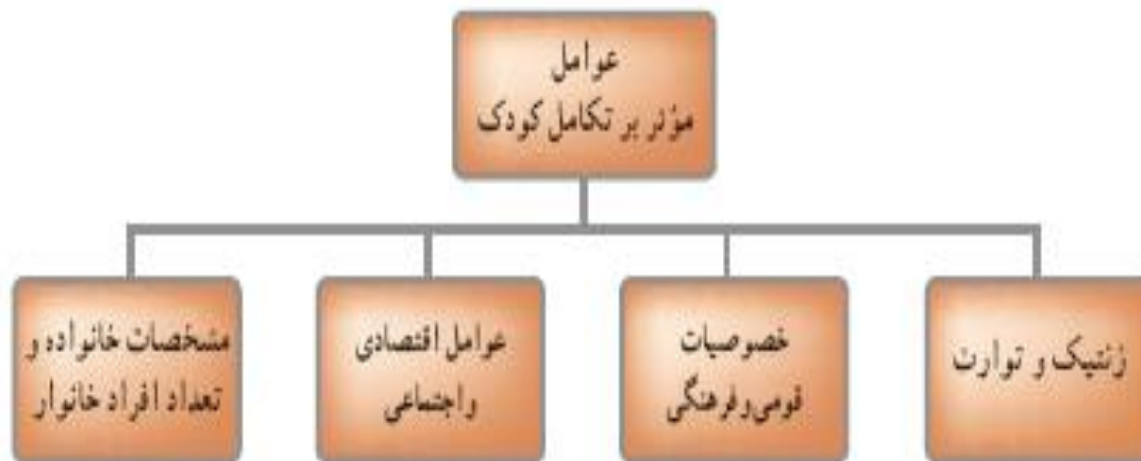 عوامل
مؤثر بر تکامل کودک
ژنتیک و توارث
خصوصیات
قومی و فرهنگی
عوامل اقتصادی
و اجتماعی
مشخصات خانواده و
تعداد افراد خانوار